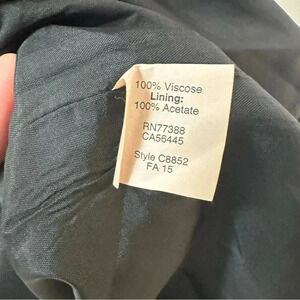 100% Viscose
Lining:
100% Acetate
RN77388
CA56445
Style C8852
FA 15